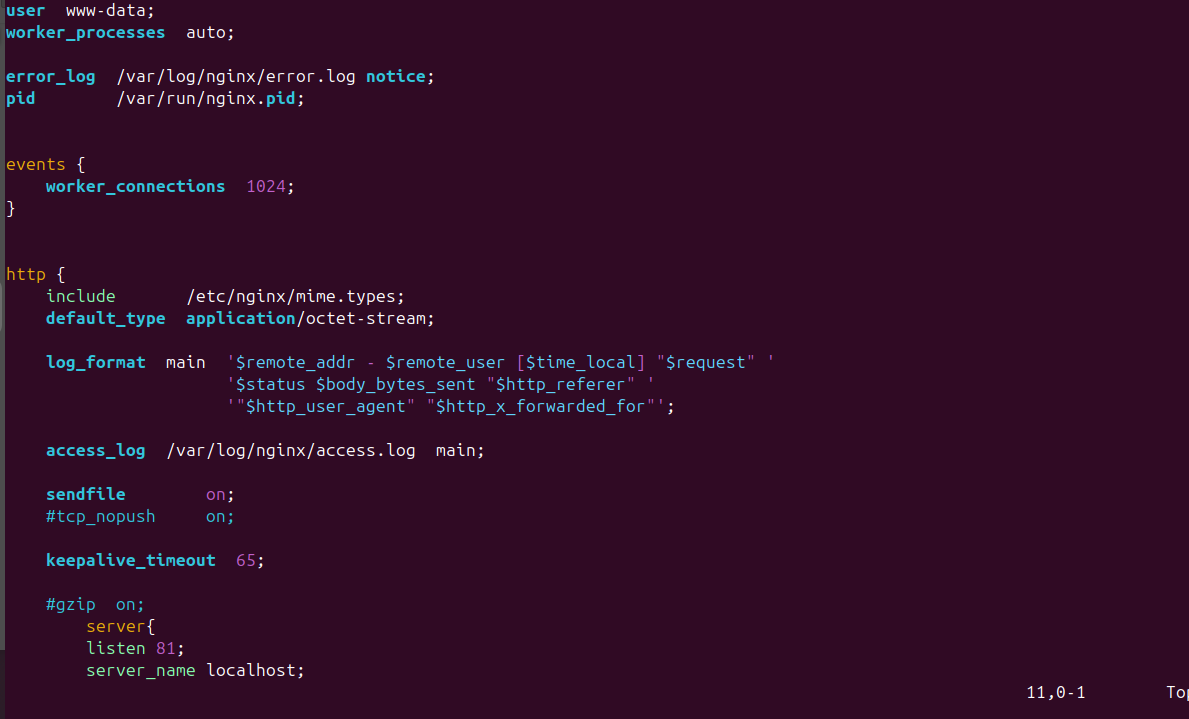 user  www-data;
worker_processes  auto;
error_log  /var/log/nginx/error.log notice;
pid        /var/run/nginx.pid;
events {
    worker_connections  1024;
}
http {
    include       /etc/nginx/mime.types;
    default_type  application/octet-stream;
    log_format  main  '$remote_addr - $remote_user [$time_local] "$request" '
                      '$status $body_bytes_sent "$http_referer" '
                      '"$http_user_agent" "$http_x_forwarded_for"';
    access_log  /var/log/nginx/access.log  main;
    sendfile        on;
    #tcp_nopush     on;
    keepalive_timeout  65;
    #gzip  on;
        server{
        listen 81;
        server_name localhost;
11,0-1        Top